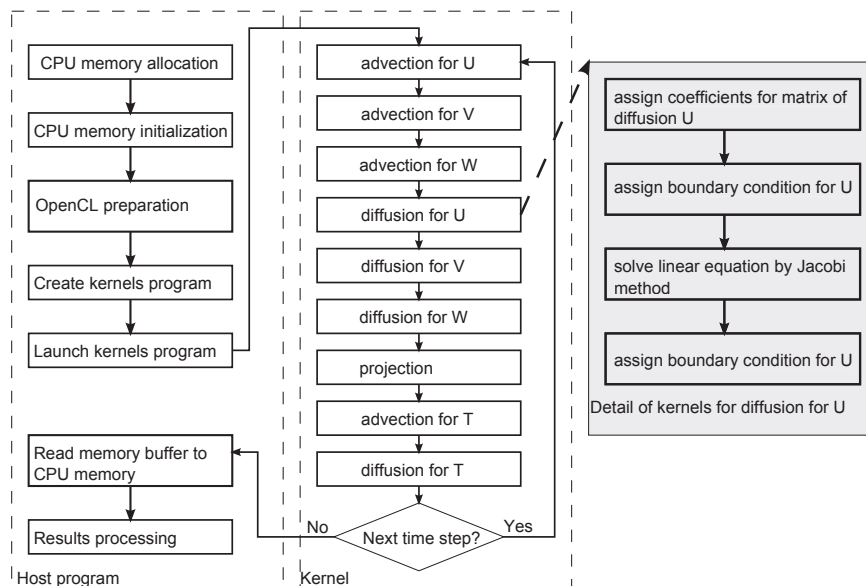 CPU memory allocation
CPU memory initialization
OpenCL preparation
Create kernels program
Launch kernels program
Read memory buffer to
CPU memory
Results processing
Host program
advection for U
advection for V
advection for W
diffusion for U
diffusion for V
diffusion for W
projection
advection for T
diffusion for T
No
Next time step?
Yes
Kernel
assign coefficients for matrix of
diffusion U
assign boundary condition for U
solve linear equation by Jacobi
method
assign boundary condition for U
Detail of kernels for diffusion for U